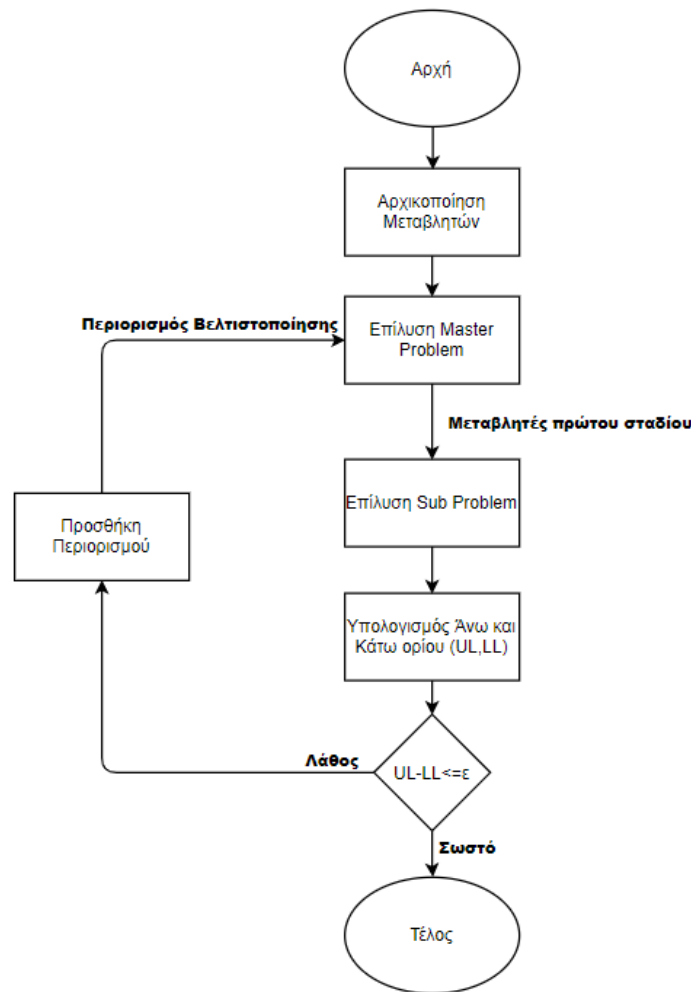 Αρχή
Αρχικοποίηση
Μεταβλητών
Περιορισμός Βελτιστοποίησης
Επίλυση Master
Problem
Μεταβλητές πρώτου σταδίου
Επίλυση Sub Problem
Προσθήκη
Περιορισμού
Υπολογισμός Άνω και
Κάτω ορίου (UL,LL)
Λάθος
UL-LL<=ε
Σωστό
Τέλος